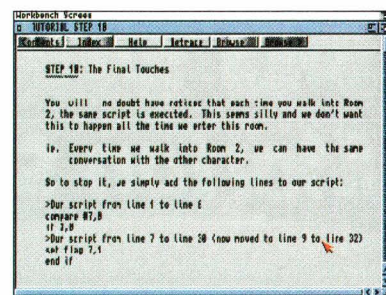 Workbench Screen
TUTORIAL STEP 18
Contents Index Help Retrace Browse Browse
STEP 18: The Final Touches
You will no doubt have noticed that each time you walk into Room
2, the same script is executed. This seems silly and we don't want
this to happen all the time we enter this room.
ie. Every time we walk into Room 2, we can have the same
conversation with the other character.
So to stop it, we simply add the following lines to our script:
>Our script from line 1 to line 6
compare @7,0
if 3,0
>Our script from line 7 to line 30 (now moved to line 9 to line 32)
set flag 7,1
end if